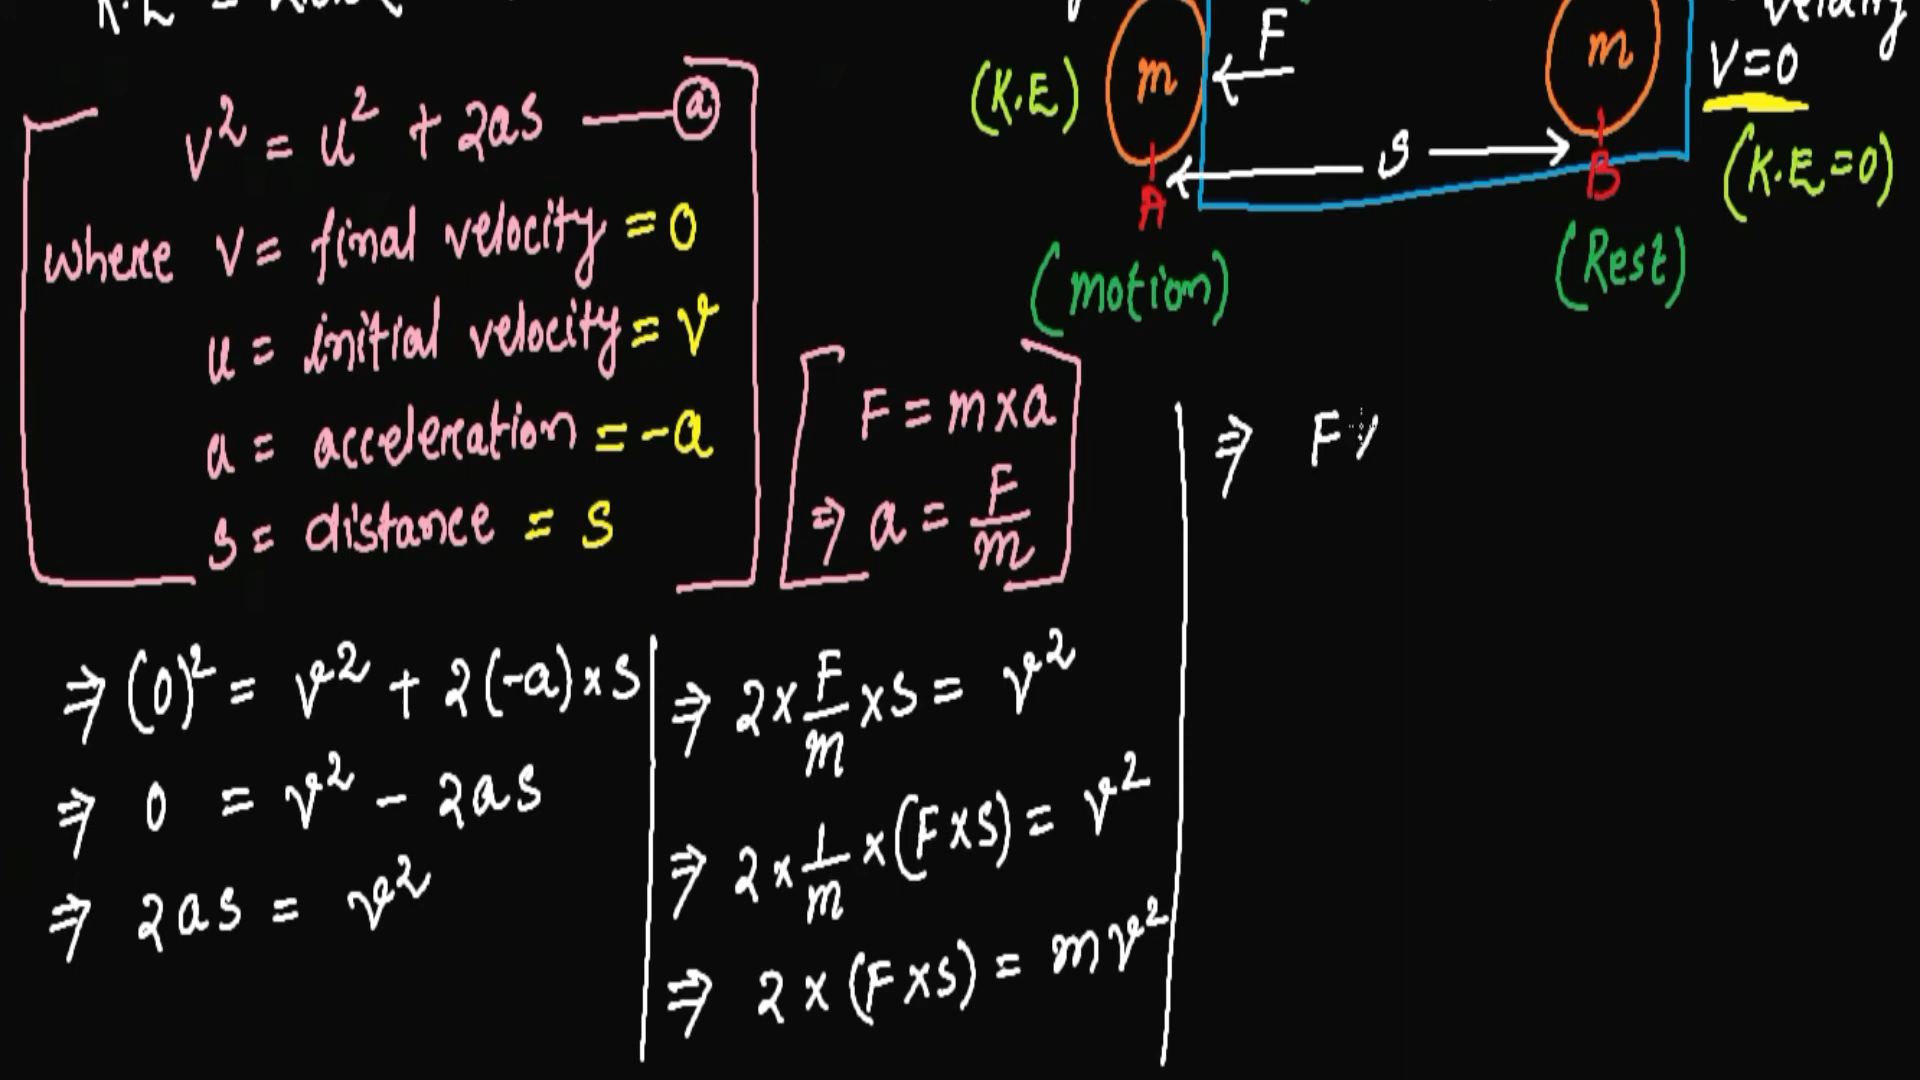 v² = u² + 2as — (a)
where v = final velocity = 0
u = initial velocity = v
a = acceleration = -a
s = distance = s
F
m
m
V=0
(K.E)
s
(K.E=0)
A
B
(motion)
(Rest)
F = m×a
⇒ a = F/m
⇒ (0)² = v² + 2(-a)×s
⇒ 0 = v² - 2as
⇒ 2as = v²
⇒ 2×F/m×s = v²
⇒ 2×1/m×(F×s) = v²
⇒ 2×(F×s) = mv²
⇒ F